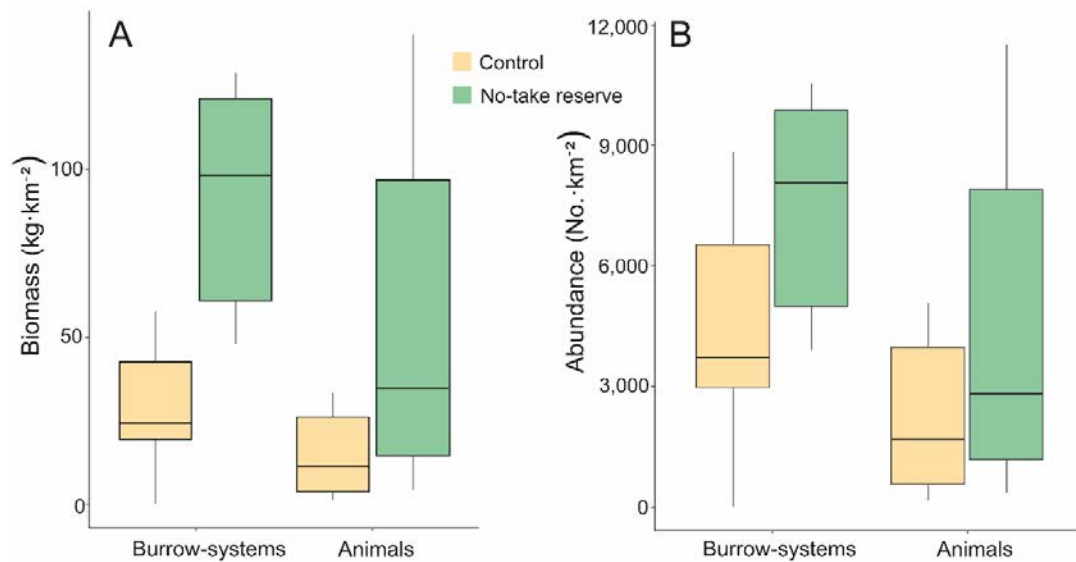 A
Control
No-take reserve
Biomass (kg·km⁻²)
100
50
0
Burrow-systems
Animals
B
Abundance (No.·km⁻²)
12,000
9,000
6,000
3,000
0
Burrow-systems
Animals